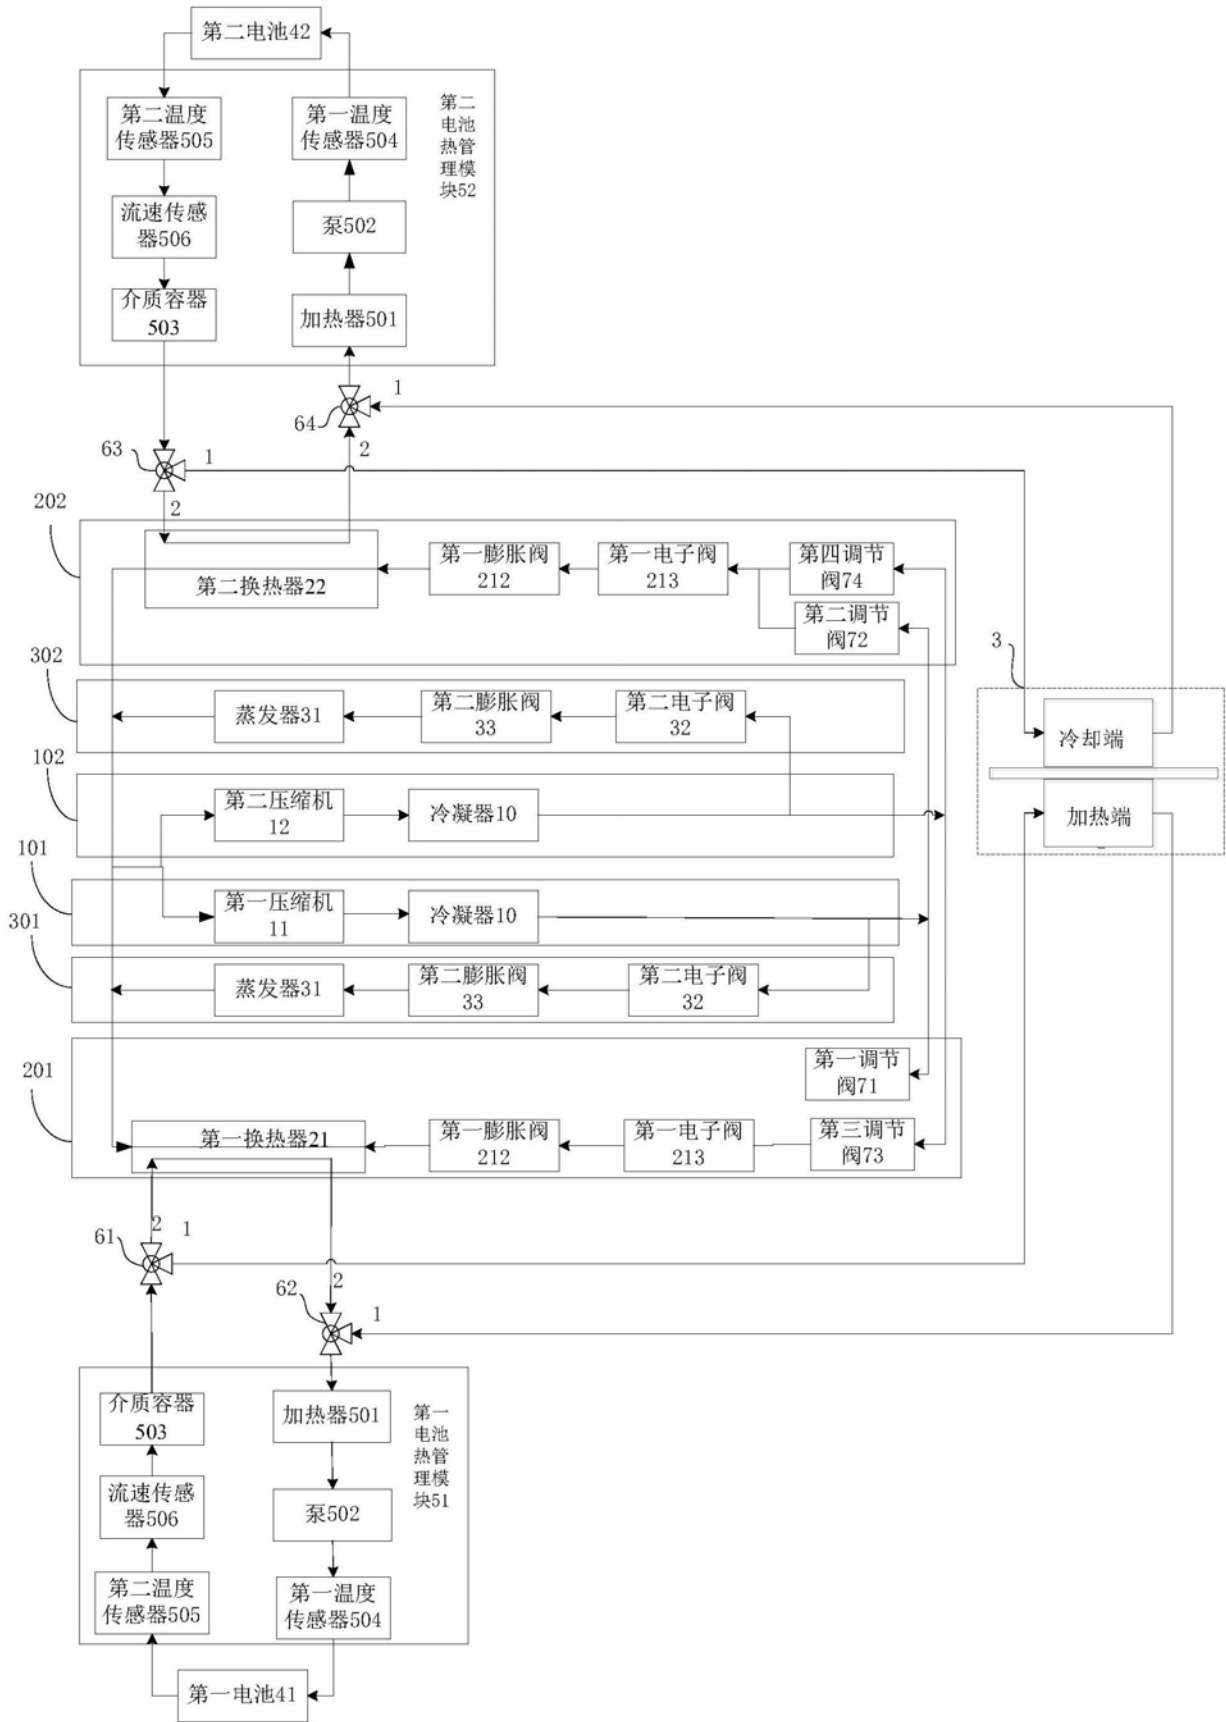 第二电池42
第二温度
传感器505
第一温度
传感器504
第二
电池
热管
理模
块52
流速传感
器506
泵502
介质容器
503
加热器501
1
64
2
63
1
2
202
第二换热器22
第一膨胀阀
212
第一电子阀
213
第四调节
阀74
第二调节
阀72
3
302
蒸发器31
第二膨胀阀
33
第二电子阀
32
冷却端
102
第二压缩机
12
冷凝器10
加热端
101
第一压缩机
11
冷凝器10
301
蒸发器31
第二膨胀阀
33
第二电子阀
32
201
第一调节
阀71
第一换热器21
第一膨胀阀
212
第一电子阀
213
第三调节
阀73
61
2
1
62
2
1
介质容器
503
加热器501
第一
电池
热管
理模
块51
流速传感
器506
泵502
第二温度
传感器505
第一温度
传感器504
第一电池41